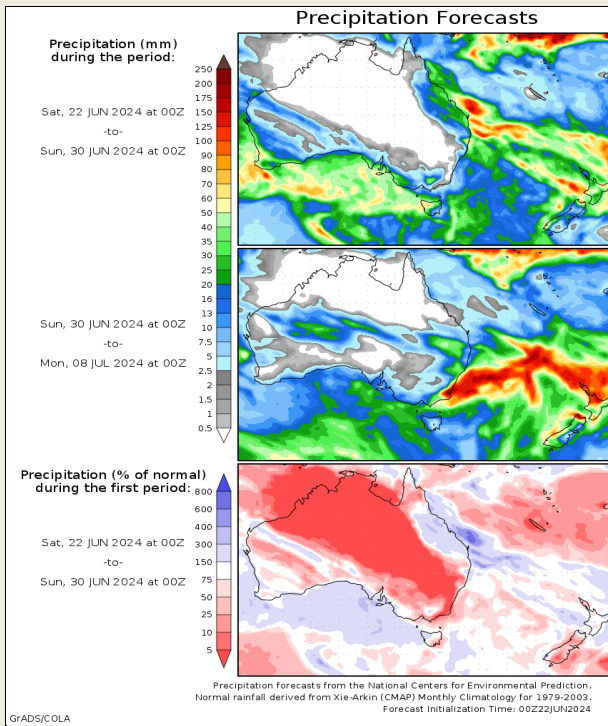 Precipitation Forecasts
Precipitation (mm)
during the period:
Sat, 22 JUN 2024 at 00Z
-to-
Sun, 30 JUN 2024 at 00Z
250
200
175
150
125
100
90
80
70
60
50
40
35
30
25
20
16
13
10
7.5
5
2.5
2
1.5
1
0.5
Sun, 30 JUN 2024 at 00Z
-to-
Mon, 08 JUL 2024 at 00Z
Precipitation (% of normal)
during the first period:
Sat, 22 JUN 2024 at 00Z
-to-
Sun, 30 JUN 2024 at 00Z
800
600
400
300
150
75
50
25
10
5
Precipitation forecasts from the National Centers for Environmental Prediction.
Normal rainfall derived from Xie-Arkin (CMAP) Monthly Climatology for 1979-2003.
Forecast Initialization Time: 00Z22JUN2024
GrADS/COLA